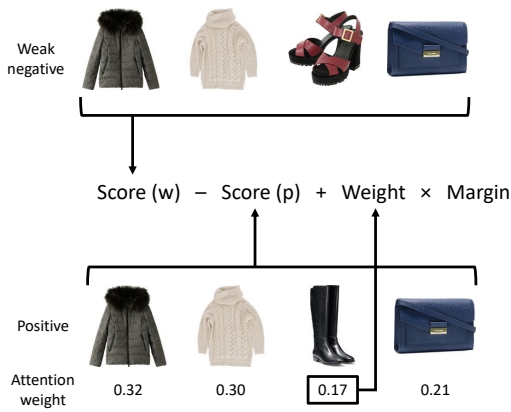 Weak
negative
Score (w) – Score (p) + Weight × Margin
Positive
Attention
weight
0.32 0.30 0.17 0.21